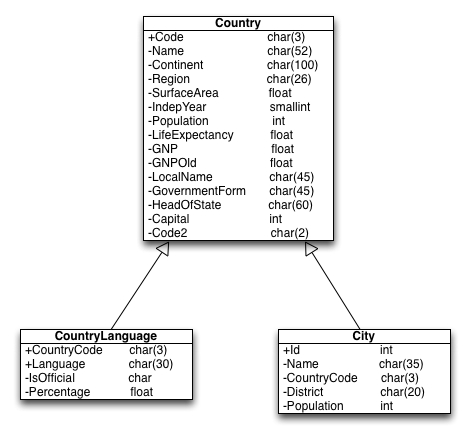 Country
+Code char(3)
-Name char(52)
-Continent char(100)
-Region char(26)
-SurfaceArea float
-IndepYear smallint
-Population int
-LifeExpectancy float
-GNP float
-GNPOld float
-LocalName char(45)
-GovernmentForm char(45)
-HeadOfState char(60)
-Capital int
-Code2 char(2)
CountryLanguage
+CountryCode char(3)
+Language char(30)
-IsOfficial char
-Percentage float
City
+Id int
-Name char(35)
-CountryCode char(3)
-District char(20)
-Population int